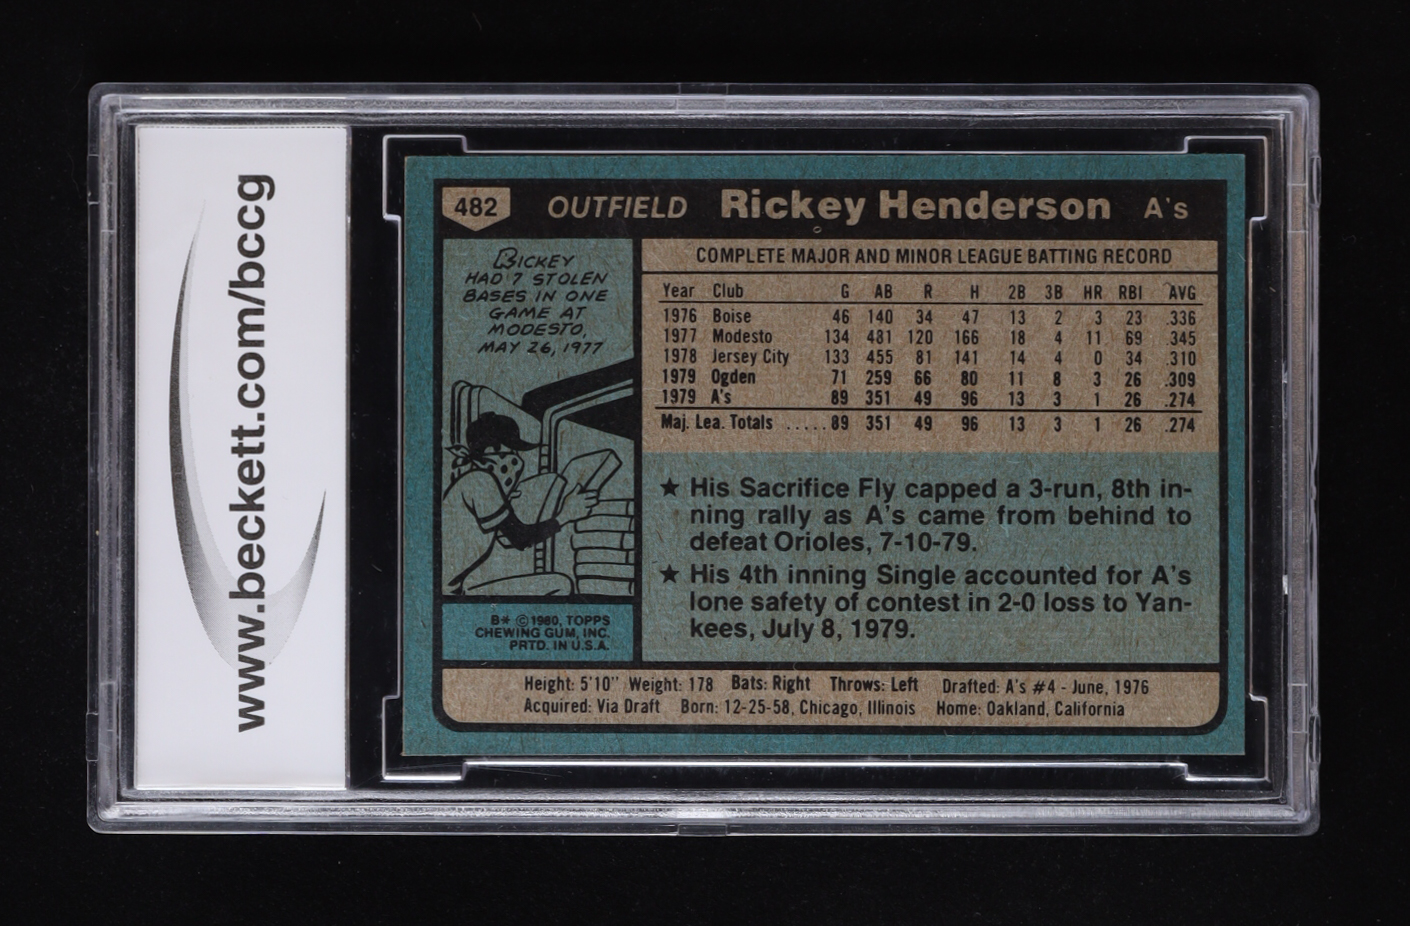 www.beckett.com/bccg
482 OUTFIELD Rickey Henderson A's
RICKEY
HAD 7 STOLEN
BASES IN ONE
GAME AT
MODESTO,
MAY 26, 1977
B* ©1980, TOPPS
CHEWING GUM, INC.
PRTD. IN U.S.A.
COMPLETE MAJOR AND MINOR LEAGUE BATTING RECORD
Year Club G AB R H 2B 3B HR RBI AVG
1976 Boise 46 140 34 47 13 2 3 23 .336
1977 Modesto 134 481 120 166 18 4 11 69 .345
1978 Jersey City 133 455 81 141 14 4 0 34 .310
1979 Ogden 71 259 66 80 11 8 3 26 .309
1979 A's 89 351 49 96 13 3 1 26 .274
Maj. Lea. Totals .....89 351 49 96 13 3 1 26 .274
★ His Sacrifice Fly capped a 3-run, 8th in-
ning rally as A's came from behind to
defeat Orioles, 7-10-79.
★ His 4th inning Single accounted for A's
lone safety of contest in 2-0 loss to Yan-
kees, July 8, 1979.
Height: 5'10" Weight: 178 Bats: Right Throws: Left Drafted: A's #4 - June, 1976
Acquired: Via Draft Born: 12-25-58, Chicago, Illinois Home: Oakland, California